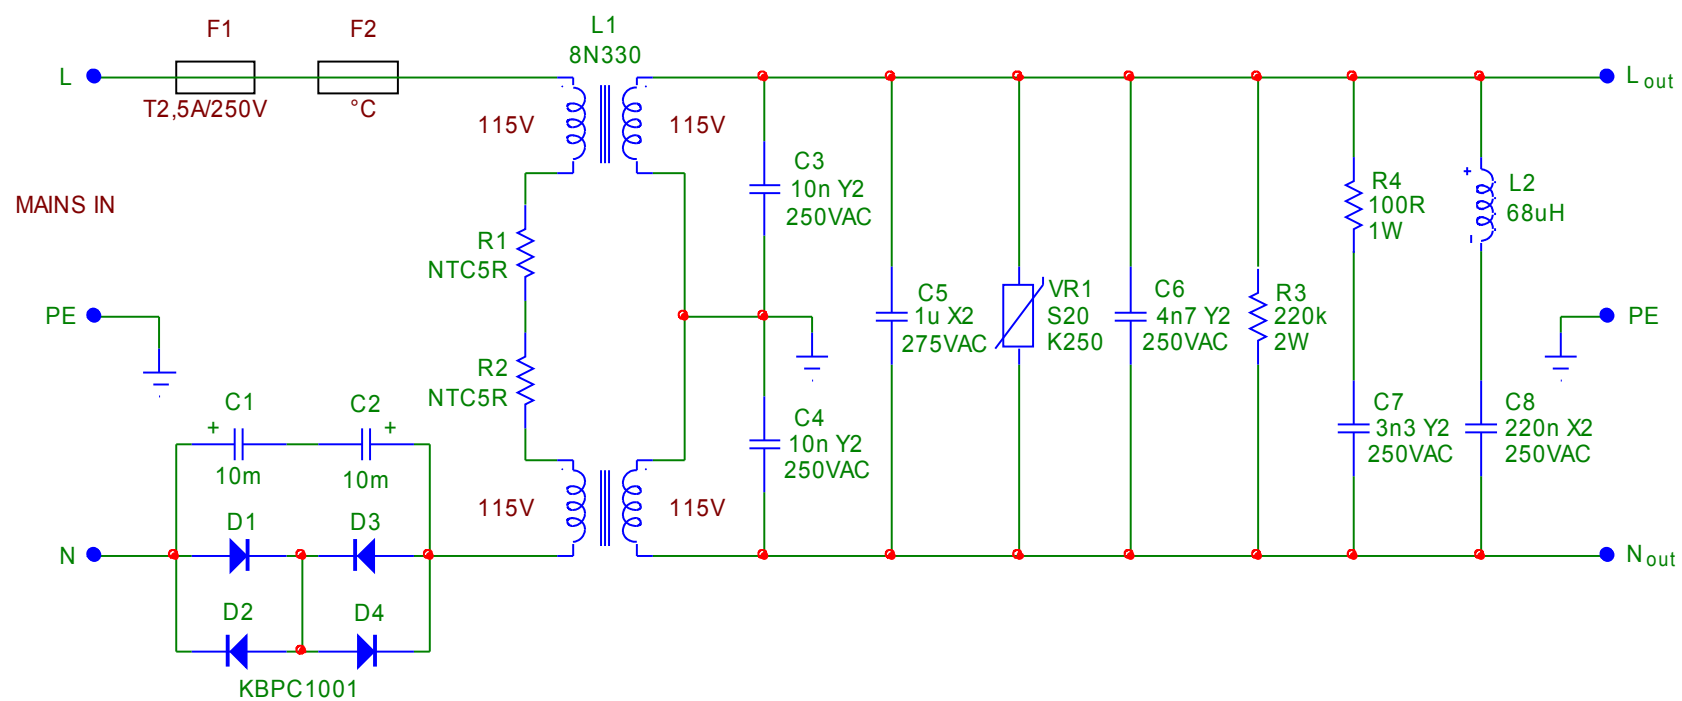 F1
F2
L1
8N330
L
T2,5A/250V
°C
115V
115V
L out
MAINS IN
C3
10n Y2
250VAC
R4
100R
1W
+
L2
68uH
-
R1
NTC5R
PE
C5
1u X2
275VAC
VR1
S20
K250
C6
4n7 Y2
250VAC
R3
220k
2W
PE
R2
NTC5R
C1
+
10m
C2
+
10m
C4
10n Y2
250VAC
C7
3n3 Y2
250VAC
C8
220n X2
250VAC
115V
115V
D1
D3
N
N out
D2
D4
KBPC1001